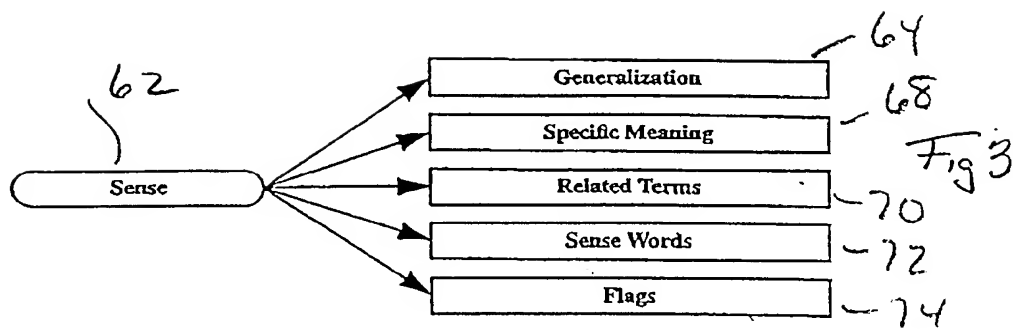 64
Generalization
62
68
Specific Meaning
Fig 3
Sense
Related Terms
70
Sense Words
72
Flags
74